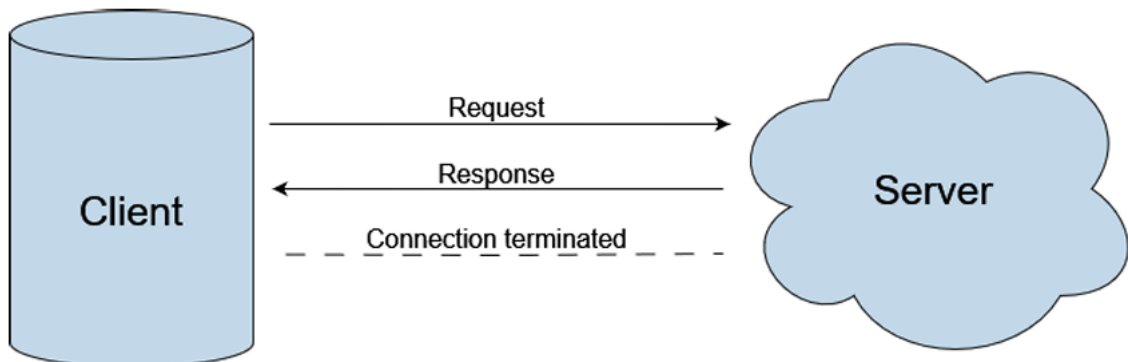 Request
Response
Client
Server
Connection terminated